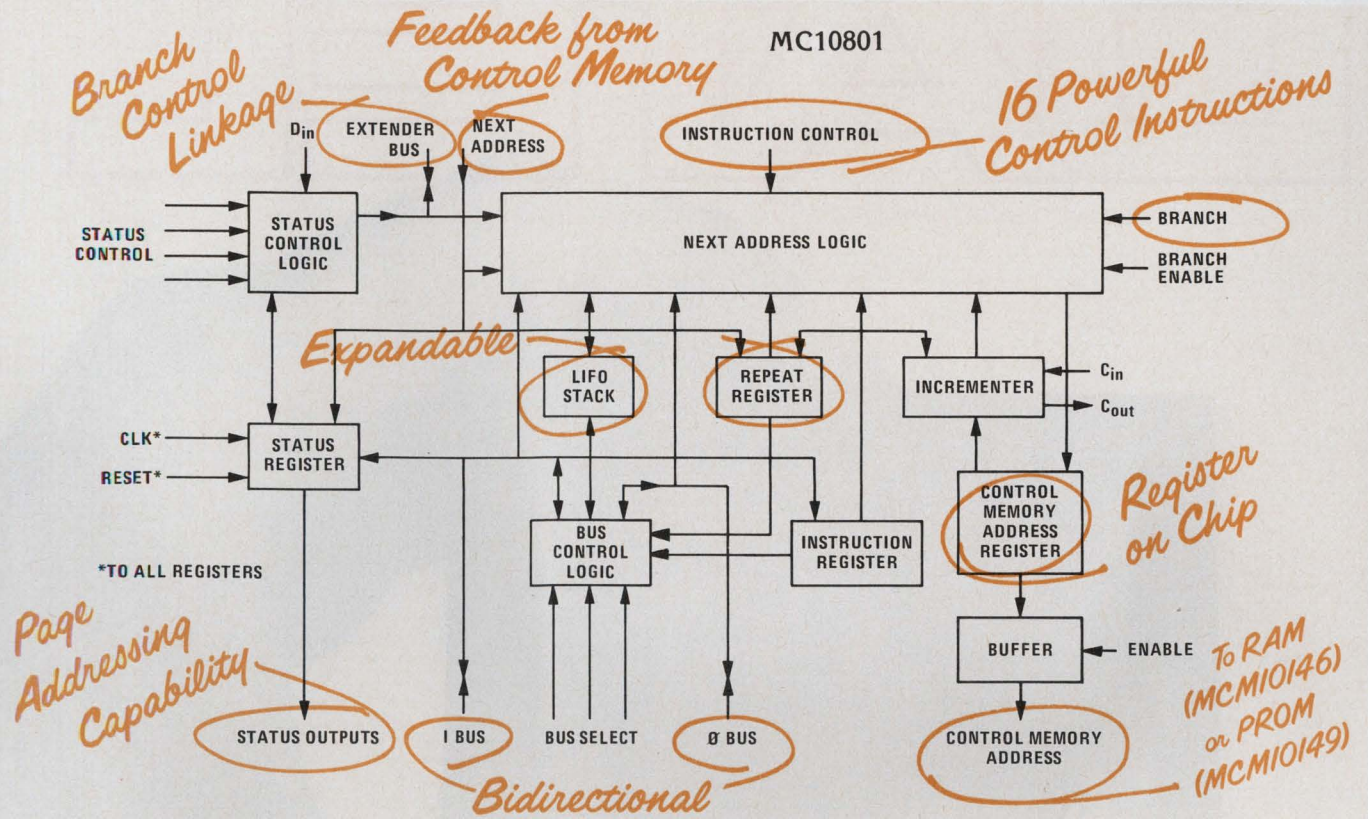 MC10801
Branch
Control
Linkage
Feedback from
Control Memory
16 Powerful
Control Instructions
Din
EXTENDER
BUS
NEXT
ADDRESS
INSTRUCTION CONTROL
STATUS
CONTROL
STATUS
CONTROL
LOGIC
NEXT ADDRESS LOGIC
BRANCH
BRANCH
ENABLE
Expandable
LIFO
STACK
REPEAT
REGISTER
INCREMENTER
Cin
Cout
CLK*
RESET*
STATUS
REGISTER
*TO ALL REGISTERS
BUS
CONTROL
LOGIC
INSTRUCTION
REGISTER
CONTROL
MEMORY
ADDRESS
REGISTER
Register
on Chip
Page
Addressing
Capability
BUFFER
ENABLE
To RAM
(MCM10146)
or PROM
(MCM10149)
STATUS OUTPUTS
I BUS
BUS SELECT
Ø BUS
CONTROL MEMORY
ADDRESS
Bidirectional